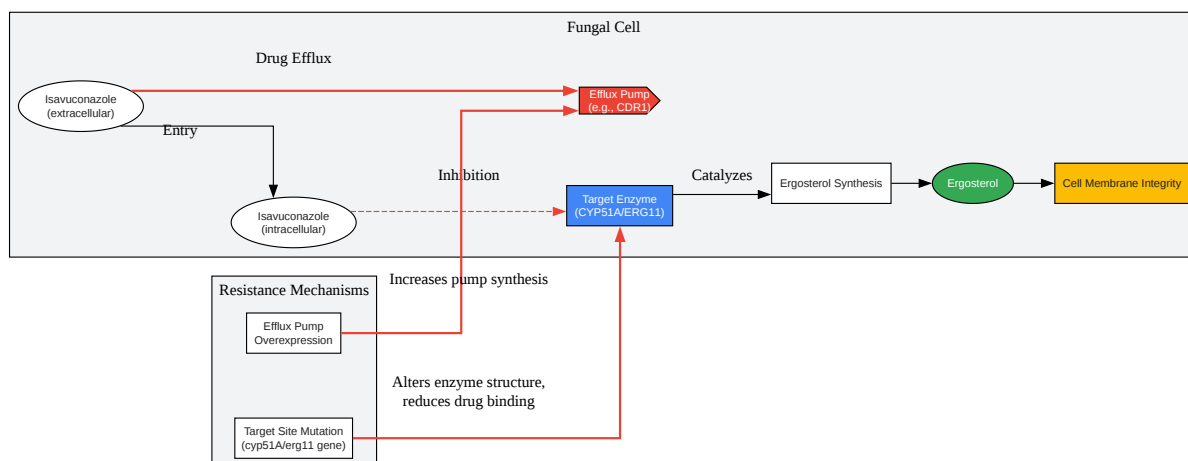 Fungal Cell
Drug Efflux
Isavuconazole
(extracellular)
Efflux Pump
(e.g., CDR1)
Entry
Inhibition
Catalyzes
Ergosterol Synthesis
Ergosterol
Cell Membrane Integrity
Target Enzyme
(CYP51A/ERG11)
Isavuconazole
(intracellular)
Increases pump synthesis
Resistance Mechanisms
Efflux Pump
Overexpression
Alters enzyme structure,
reduces drug binding
Target Site Mutation
(cyp51A/erg11 gene)